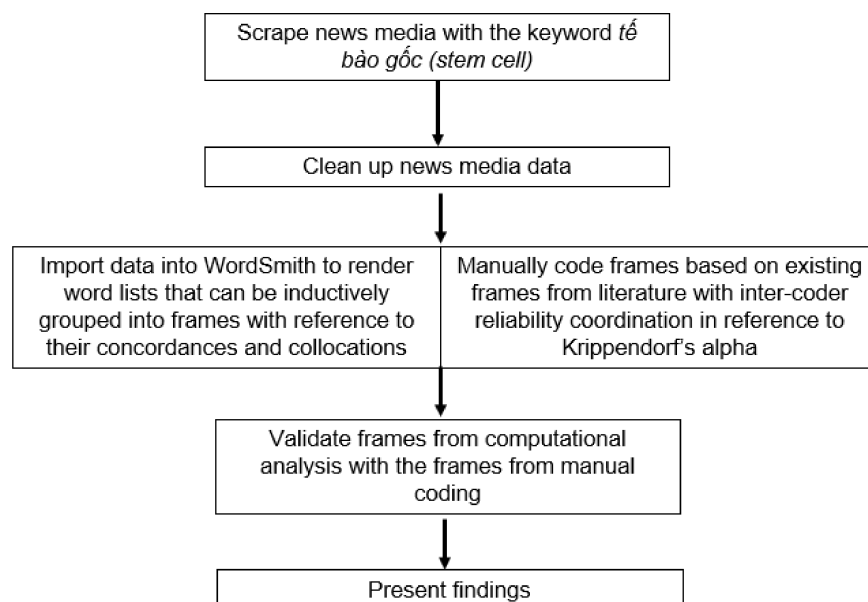 Scrape news media with the keyword tế
bào gốc (stem cell)
Clean up news media data
Import data into WordSmith to render
word lists that can be inductively
grouped into frames with reference to
their concordances and collocations
Manually code frames based on existing
frames from literature with inter-coder
reliability coordination in reference to
Krippendorf's alpha
Validate frames from computational
analysis with the frames from manual
coding
Present findings